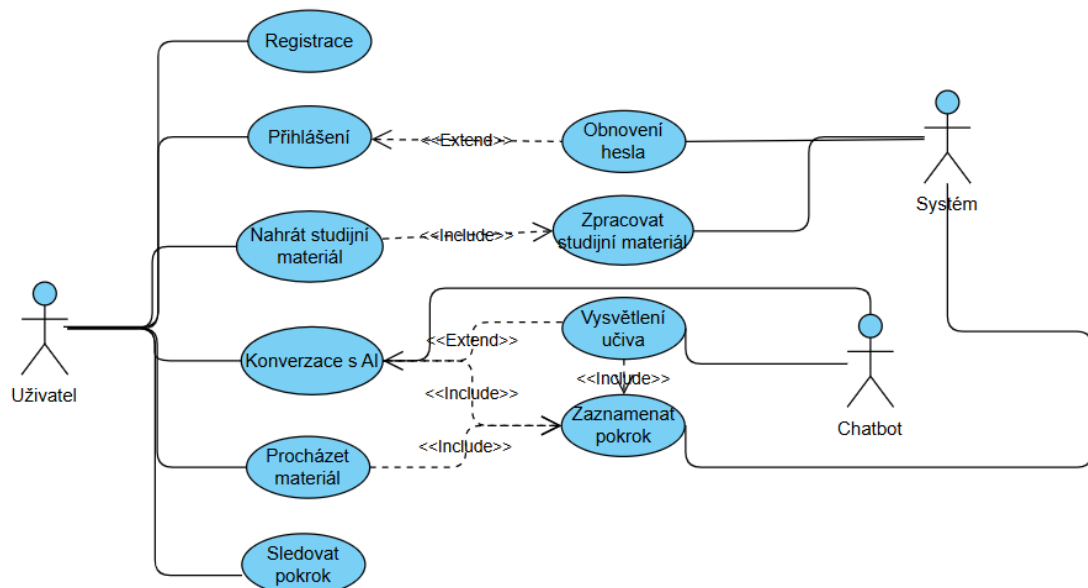 Registrace
Přihlášení
<<Extend>>
Obnovení
hesla
Systém
Nahrát studijní
materiál
<<Include>>
Zpracovat
studijní materiál
Uživatel
Konverzace s AI
<<Extend>>
Vysvětlení
učiva
<<Include>>
<<Include>>
Zaznamenat
pokrok
Chatbot
Procházet
materiál
<<Include>>
Sledovat
pokrok